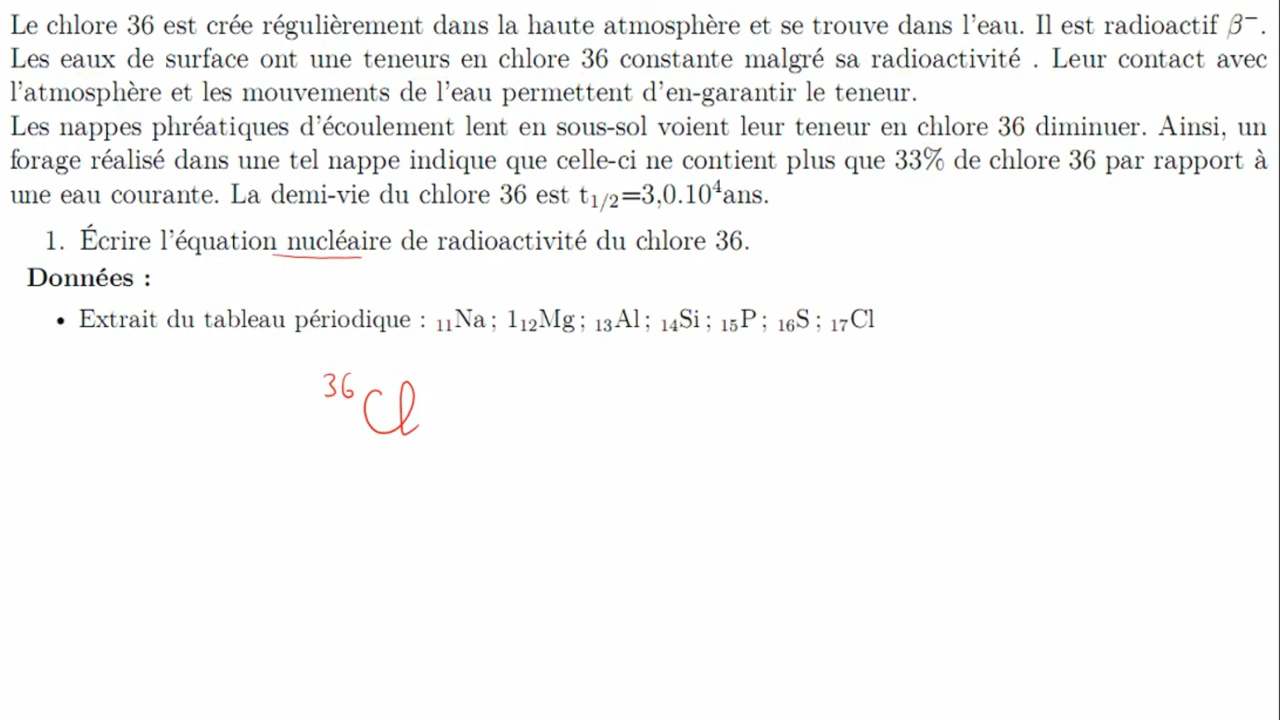 Le chlore 36 est crée régulièrement dans la haute atmosphère et se trouve dans l'eau. Il est radioactif β⁻.
Les eaux de surface ont une teneurs en chlore 36 constante malgré sa radioactivité . Leur contact avec
l'atmosphère et les mouvements de l'eau permettent d'en-garantir le teneur.
Les nappes phréatiques d'écoulement lent en sous-sol voient leur teneur en chlore 36 diminuer. Ainsi, un
forage réalisé dans une tel nappe indique que celle-ci ne contient plus que 33% de chlore 36 par rapport à
une eau courante. La demi-vie du chlore 36 est t₁/₂=3,0.10⁴ans.
1. Écrire l'équation nucléaire de radioactivité du chlore 36.
Données :
• Extrait du tableau périodique : ₁₁Na ; 1₁₂Mg ; ₁₃Al ; ₁₄Si ; ₁₅P ; ₁₆S ; ₁₇Cl
³⁶Cl